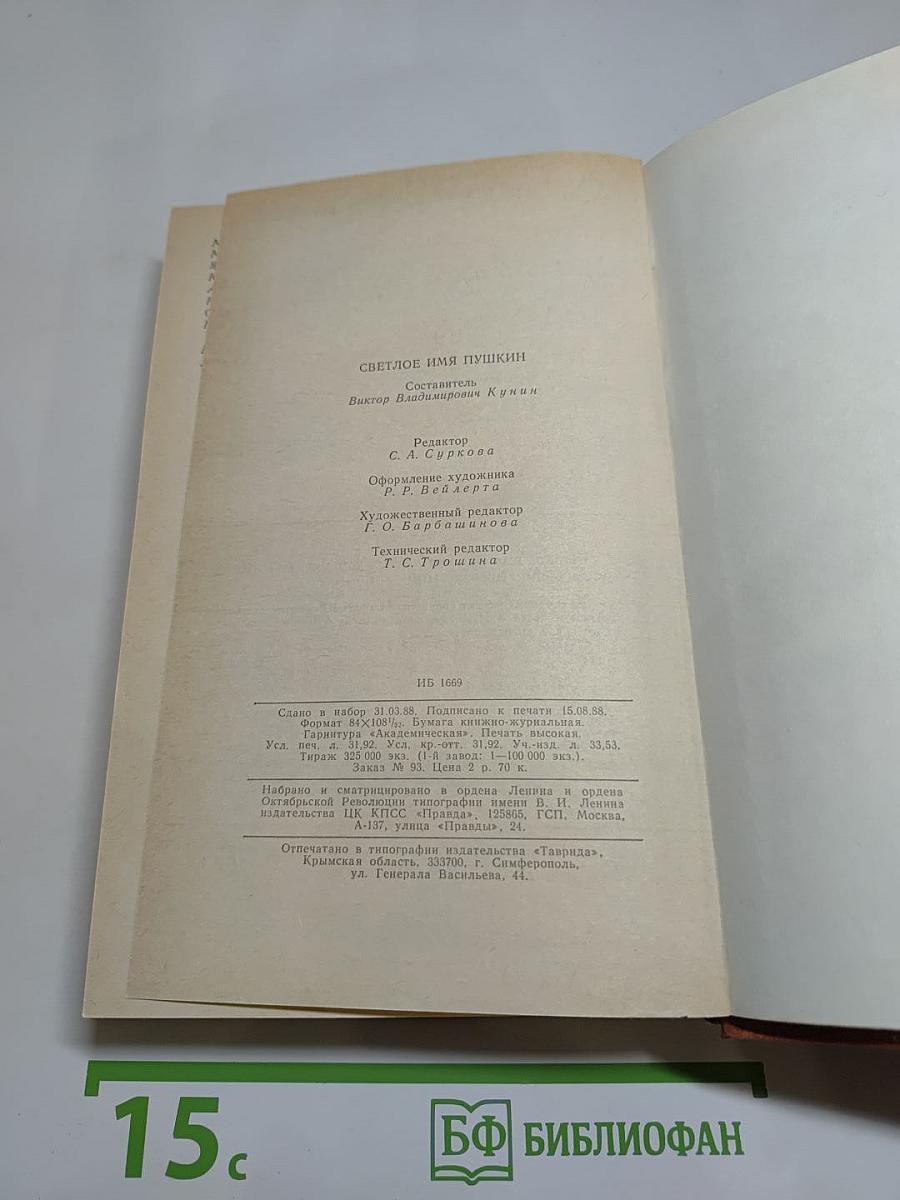 СВЕТЛОЕ ИМЯ ПУШКИН
Составитель
Виктор Владимирович Кунин
Редактор
С. А. Суркова
Оформление художника
Р. Р. Вейлерта
Художественный редактор
Г. О. Барбашинова
Технический редактор
Т. С. Трошина
ИБ 1669
Сдано в набор 31.03.88. Подписано к печати 15.08.88.
Формат 84×108¹/₃₂. Бумага книжно-журнальная.
Гарнитура «Академическая». Печать высокая.
Усл. печ. л. 31,92. Усл. кр.-отт. 31,92. Уч.-изд. л. 33,53.
Тираж 325 000 экз. (1-й завод: 1—100 000 экз.).
Заказ № 93. Цена 2 р. 70 к.
Набрано и сматрицировано в ордена Ленина и ордена
Октябрьской Революции типографии имени В. И. Ленина
издательства ЦК КПСС «Правда», 125865, ГСП, Москва,
А-137, улица «Правды», 24.
Отпечатано в типографии издательства «Таврида»,
Крымская область, 333700, г. Симферополь,
ул. Генерала Васильева, 44.
15 с
БФ БИБЛИОФАН